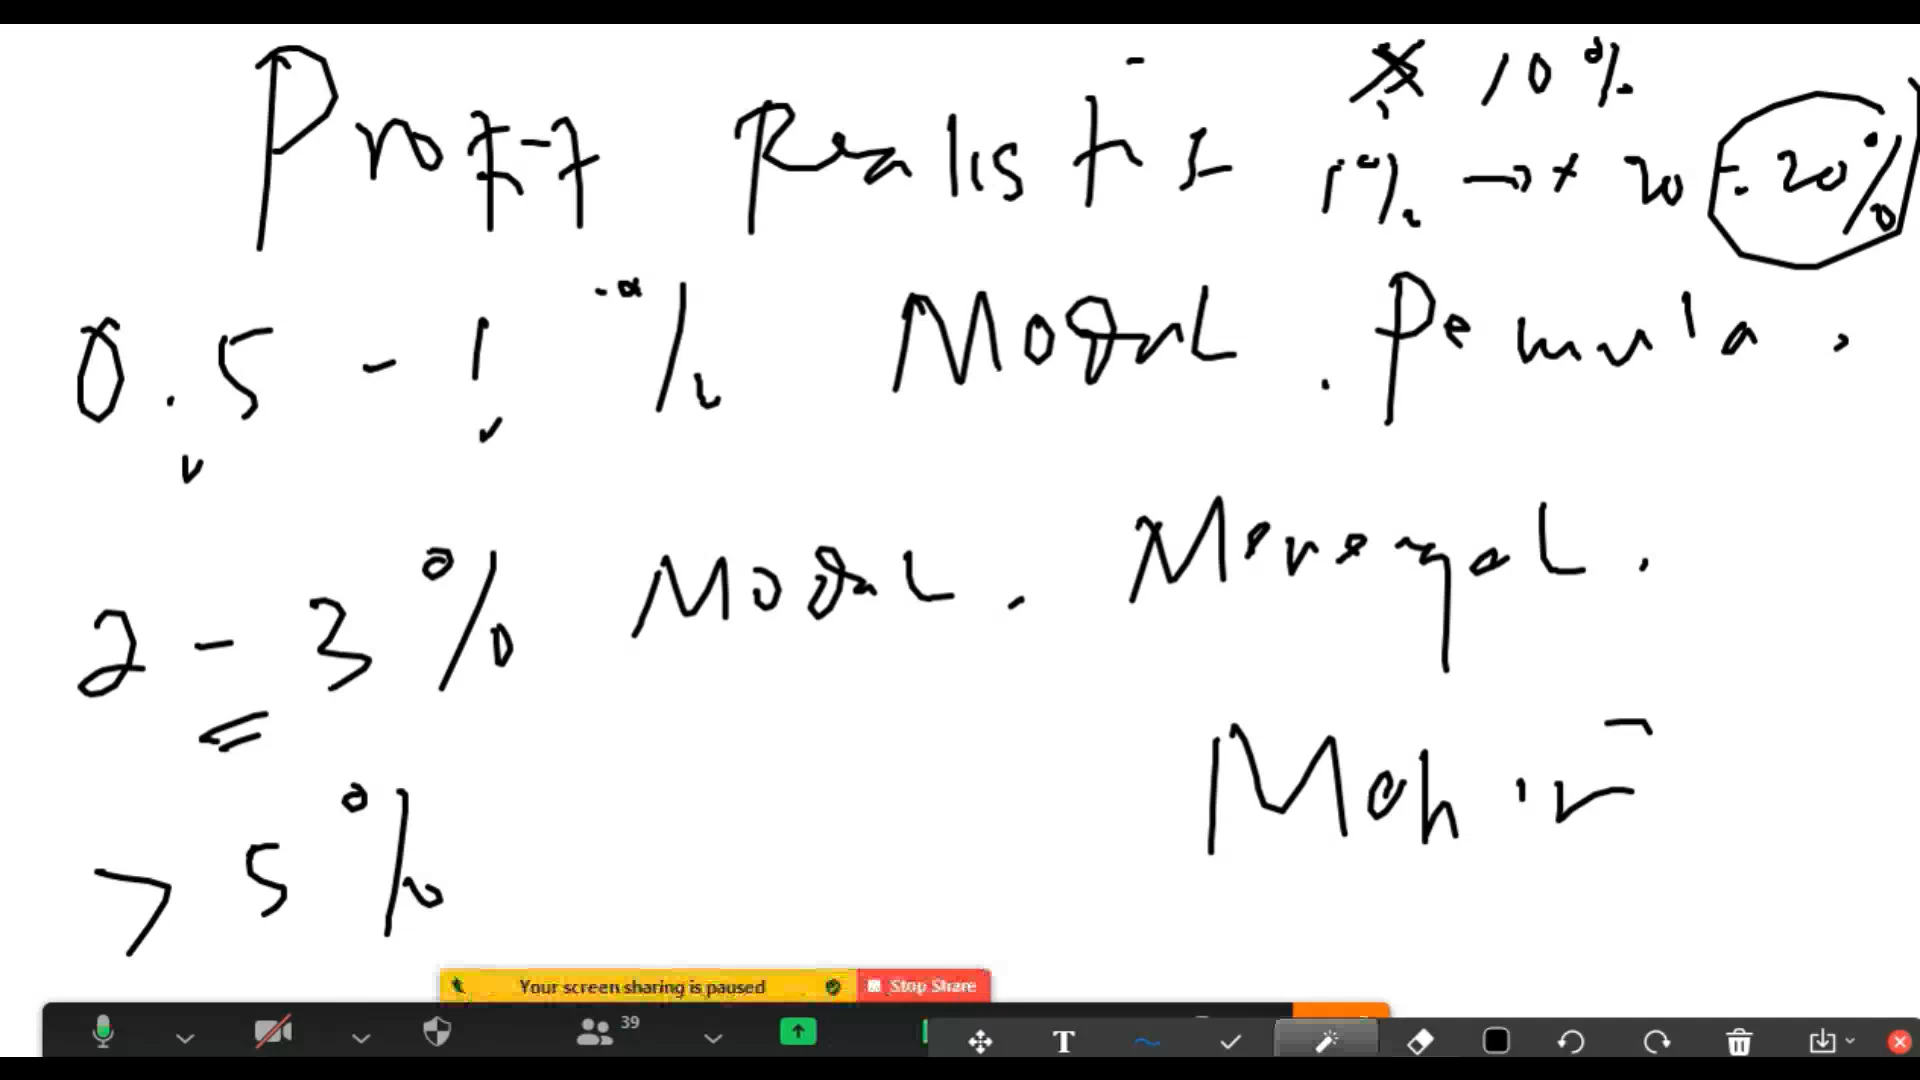 Profit Realistis 10%
1% → × 20 = 20%
0.5 - 1 % Modal. Pemula.
2 - 3 % Modal.
> 5 % Mahir
Your screen sharing is paused Stop Share
39
T